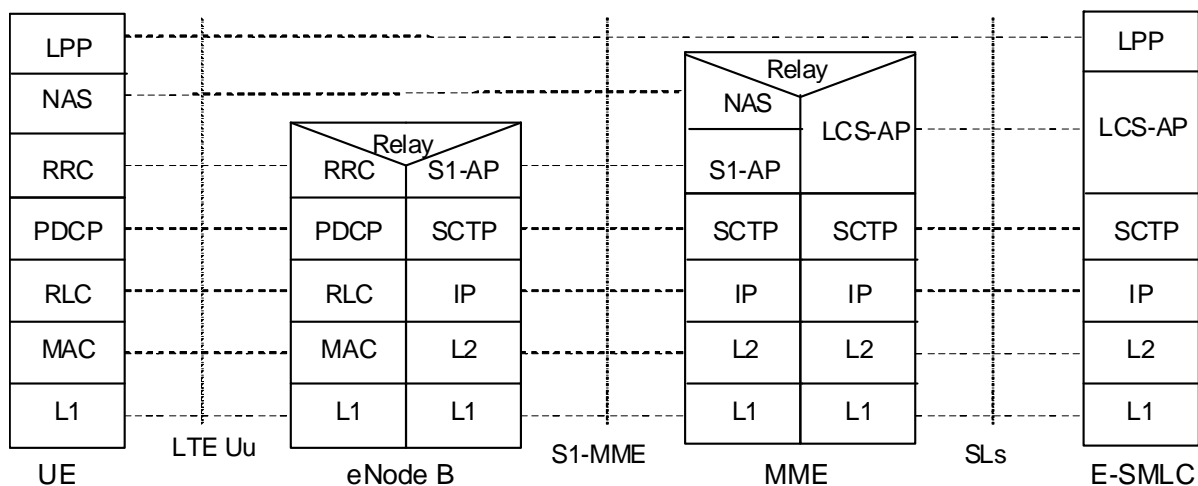 LPP
NAS
RRC
PDCP
RLC
MAC
L1
UE
LTE Uu
Relay
RRC
S1-AP
PDCP
SCTP
RLC
IP
MAC
L2
L1
L1
eNode B
S1-MME
Relay
NAS
LCS-AP
S1-AP
SCTP
SCTP
IP
IP
L2
L2
L1
L1
MME
SLs
LPP
LCS-AP
SCTP
IP
L2
L1
E-SMLC